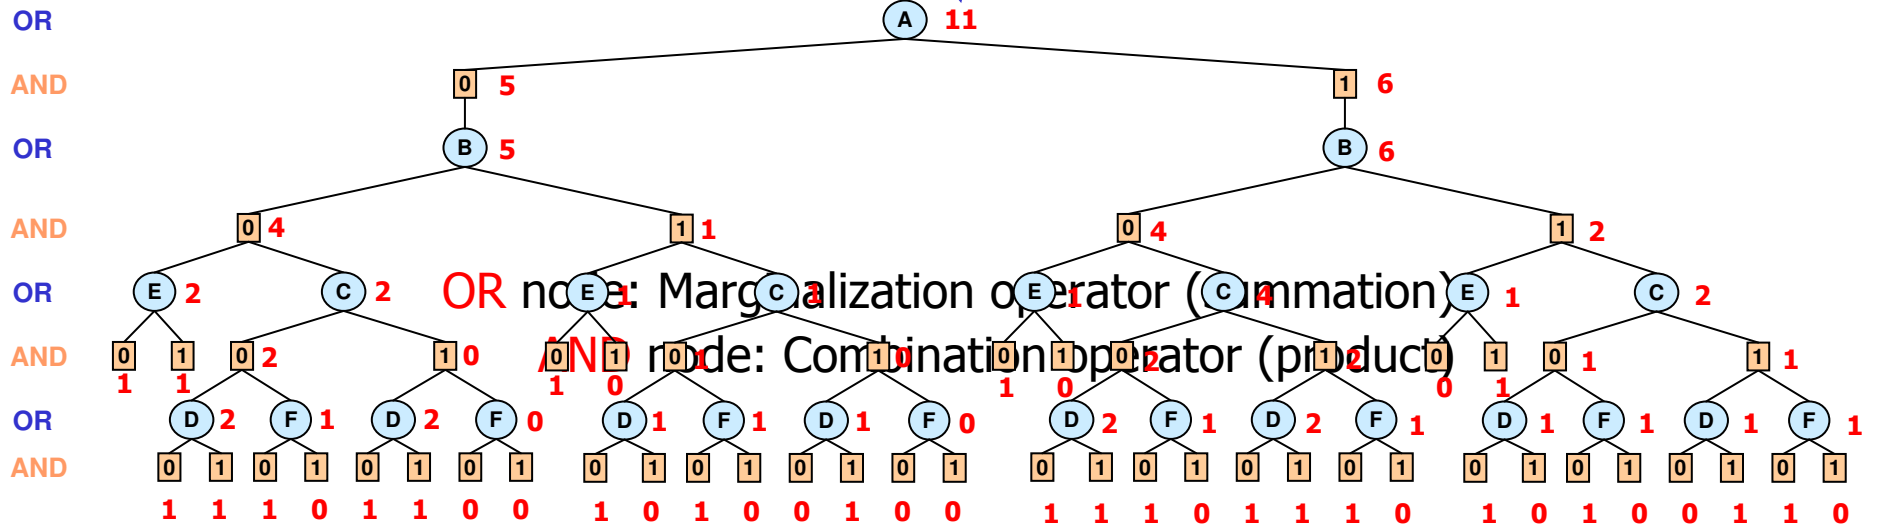 OR A 11
AND 0 5 1 6
OR B 5 B 6
AND 0 4 1 1 0 4 1 2
OR E 2 C 2 E 1 C 1 E 1 C 4 E 1 C 2
OR node: Marginalization operator (summation)
AND 0 1 0 2 1 0 0 1 0 1 1 0 0 1 0 2 1 2 0 1 0 1 1 1
AND node: Combination operator (product)
1 1 1 0 1 0 0 1
OR D 2 F 1 D 2 F 0 D 1 F 1 D 1 F 0 D 2 F 1 D 2 F 1 D 1 F 1 D 1 F 1
AND 0 1 0 1 0 1 0 1 0 1 0 1 0 1 0 1 0 1 0 1 0 1 0 1 0 1 0 1 0 1 0 1
1 1 1 0 1 1 0 0 1 0 1 0 0 1 0 0 1 1 1 0 1 1 1 0 1 0 1 0 0 1 1 0